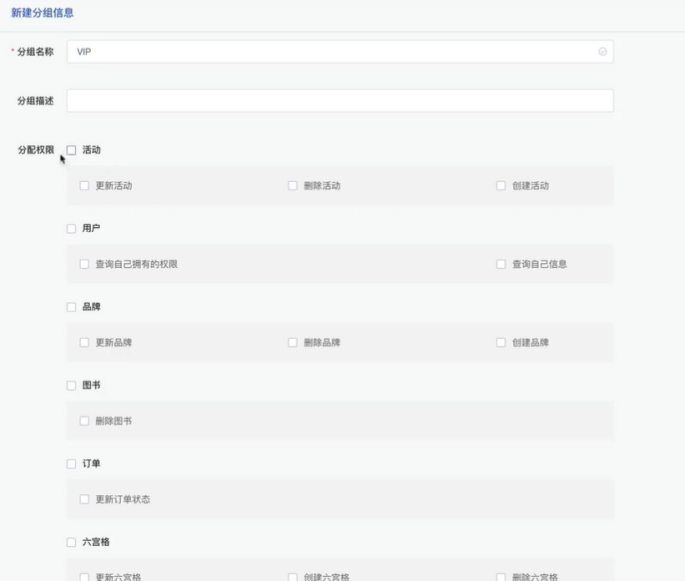 新建分组信息
* 分组名称 VIP
分组描述
分配权限 活动
更新活动 删除活动 创建活动
用户
查询自己拥有的权限 查询自己信息
品牌
更新品牌 删除品牌 创建品牌
图书
删除图书
订单
更新订单状态
六宫格
更新六宫格 创建六宫格 删除六宫格